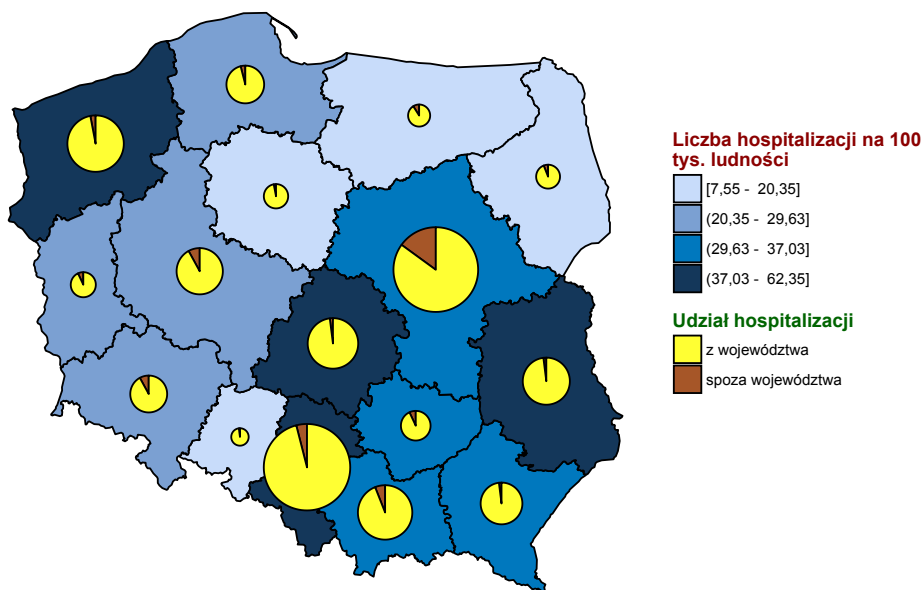 Liczba hospitalizacji na 100
tys. ludności
[7,55 - 20,35]
(20,35 - 29,63]
(29,63 - 37,03]
(37,03 - 62,35]
Udział hospitalizacji
z województwa
spoza województwa